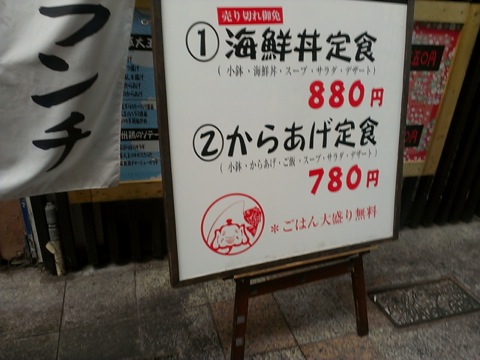 ランチ
売り切れ御免
①海鮮丼定食
(小鉢・海鮮丼・スープ・サラダ・デザート)
880円
②からあげ定食
(小鉢・からあげ・ご飯・スープ・サラダ・デザート)
780円
＊ごはん大盛り無料